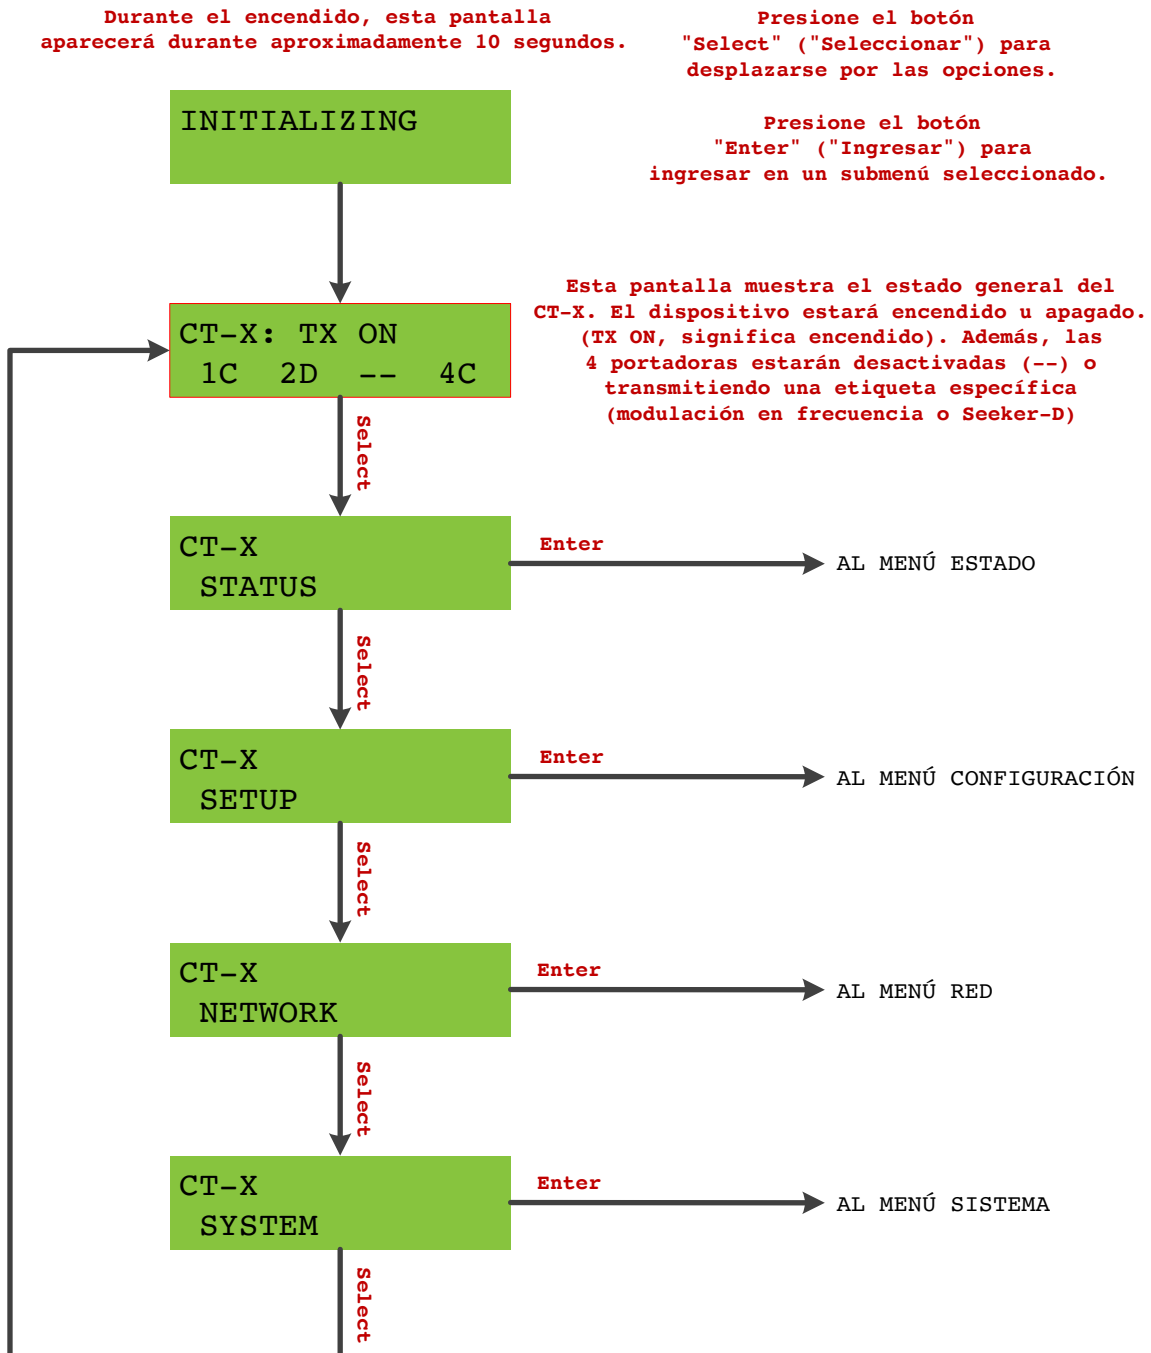 Durante el encendido, esta pantalla
aparecerá durante aproximadamente 10 segundos.
Presione el botón
"Select" ("Seleccionar") para
desplazarse por las opciones.
Presione el botón
"Enter" ("Ingresar") para
ingresar en un submenú seleccionado.
INITIALIZING
Esta pantalla muestra el estado general del
CT-X. El dispositivo estará encendido u apagado.
(TX ON, significa encendido). Además, las
4 portadoras estarán desactivadas (--) o
transmitiendo una etiqueta específica
(modulación en frecuencia o Seeker-D)
CT-X: TX ON
1C 2D -- 4C
Select
CT-X
STATUS
Enter
AL MENÚ ESTADO
Select
CT-X
SETUP
Enter
AL MENÚ CONFIGURACIÓN
Select
CT-X
NETWORK
Enter
AL MENÚ RED
Select
CT-X
SYSTEM
Enter
AL MENÚ SISTEMA
Select